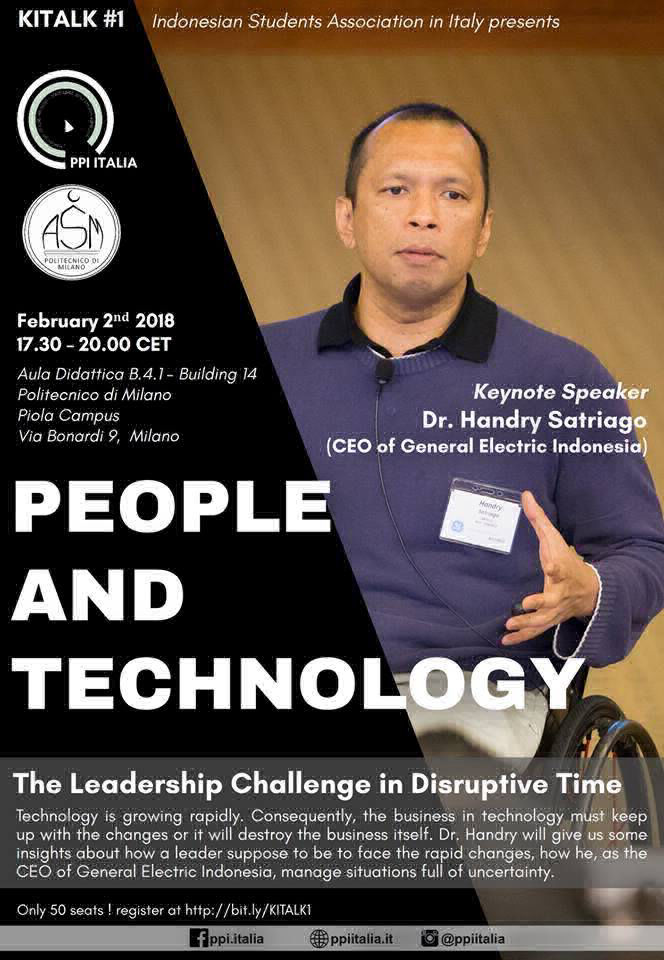 KITALK #1
Indonesian Students Association in Italy presents
PPI ITALIA
ASM
POLITECNICO DI
MILANO
February 2nd 2018
17.30 – 20.00 CET
Aula Didattica B.4.1 – Building 14
Politecnico di Milano
Piola Campus
Via Bonardi 9, Milano
Keynote Speaker
Dr. Handry Satriago
(CEO of General Electric Indonesia)
Handry
Satriago
PEOPLE
AND
TECHNOLOGY
The Leadership Challenge in Disruptive Time
Technology is growing rapidly. Consequently, the business in technology must keep
up with the changes or it will destroy the business itself. Dr. Handry will give us some
insights about how a leader suppose to be to face the rapid changes, how he, as the
CEO of General Electric Indonesia, manage situations full of uncertainty.
Only 50 seats ! register at http://bit.ly/KITALK1
ppi.italia
ppiitalia.it
@ppiitalia